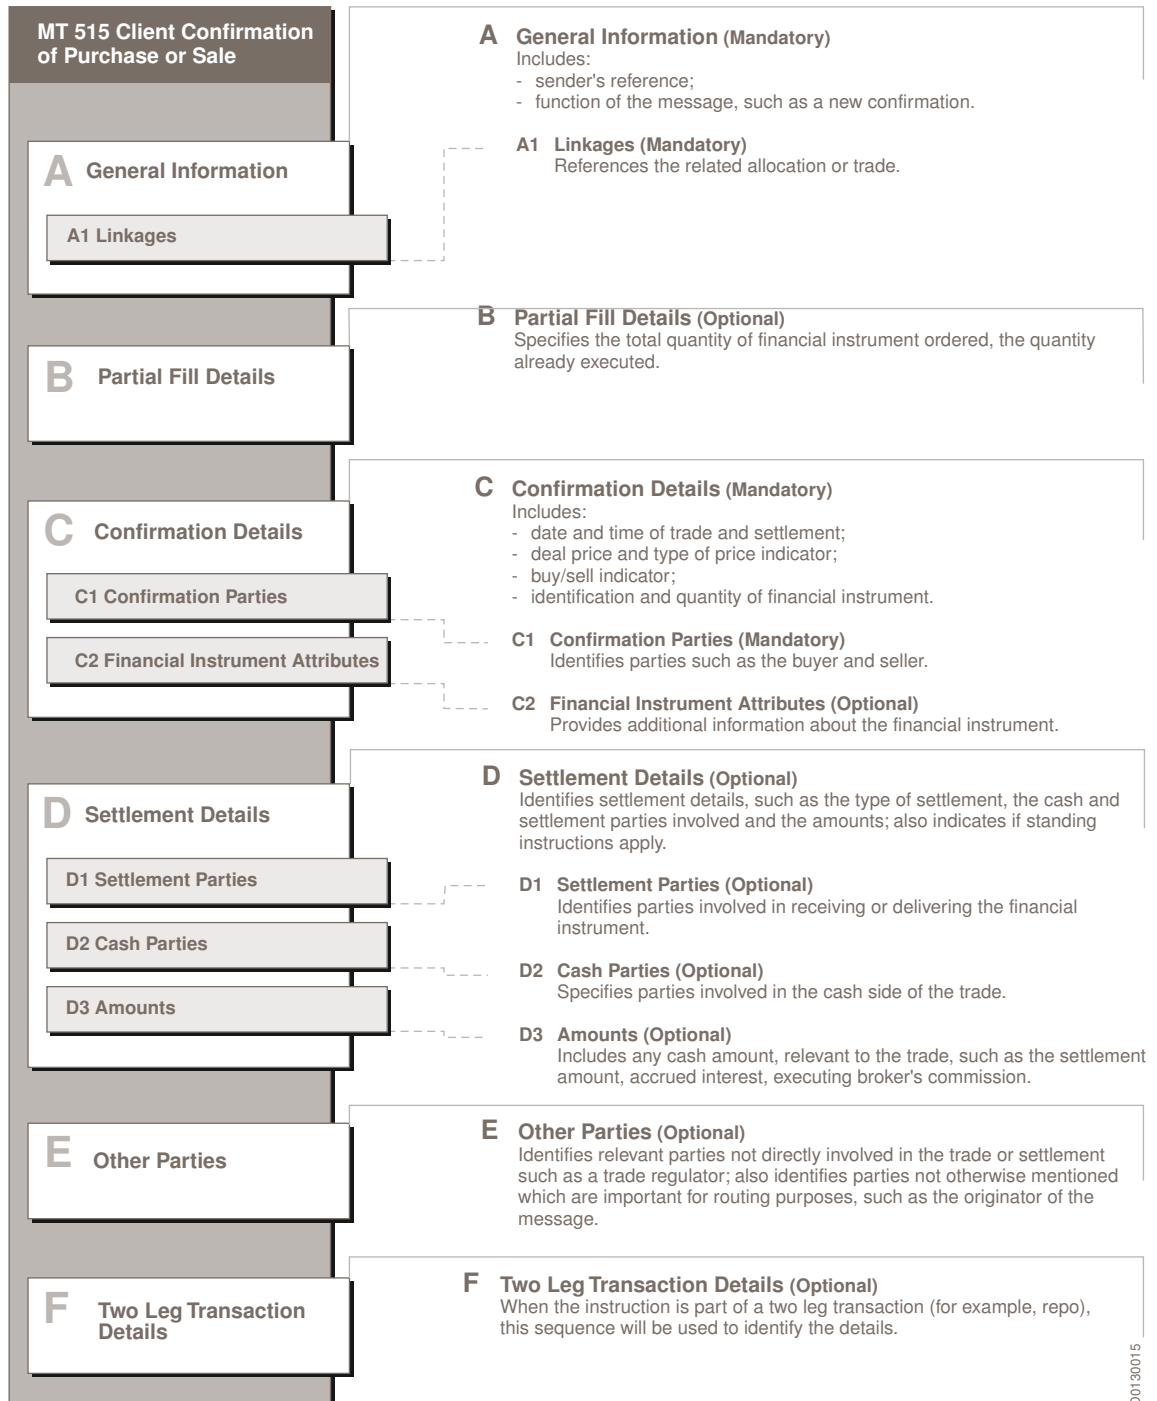 MT 515 Client Confirmation
of Purchase or Sale
A General Information
A1 Linkages
A General Information (Mandatory)
Includes:
- sender's reference;
- function of the message, such as a new confirmation.
A1 Linkages (Mandatory)
References the related allocation or trade.
B Partial Fill Details
B Partial Fill Details (Optional)
Specifies the total quantity of financial instrument ordered, the quantity
already executed.
C Confirmation Details
C1 Confirmation Parties
C2 Financial Instrument Attributes
C Confirmation Details (Mandatory)
Includes:
- date and time of trade and settlement;
- deal price and type of price indicator;
- buy/sell indicator;
- identification and quantity of financial instrument.
C1 Confirmation Parties (Mandatory)
Identifies parties such as the buyer and seller.
C2 Financial Instrument Attributes (Optional)
Provides additional information about the financial instrument.
D Settlement Details
D1 Settlement Parties
D2 Cash Parties
D3 Amounts
D Settlement Details (Optional)
Identifies settlement details, such as the type of settlement, the cash and
settlement parties involved and the amounts; also indicates if standing
instructions apply.
D1 Settlement Parties (Optional)
Identifies parties involved in receiving or delivering the financial
instrument.
D2 Cash Parties (Optional)
Specifies parties involved in the cash side of the trade.
D3 Amounts (Optional)
Includes any cash amount, relevant to the trade, such as the settlement
amount, accrued interest, executing broker's commission.
E Other Parties
E Other Parties (Optional)
Identifies relevant parties not directly involved in the trade or settlement
such as a trade regulator; also identifies parties not otherwise mentioned
which are important for routing purposes, such as the originator of the
message.
F Two Leg Transaction
Details
F Two Leg Transaction Details (Optional)
When the instruction is part of a two leg transaction (for example, repo),
this sequence will be used to identify the details.